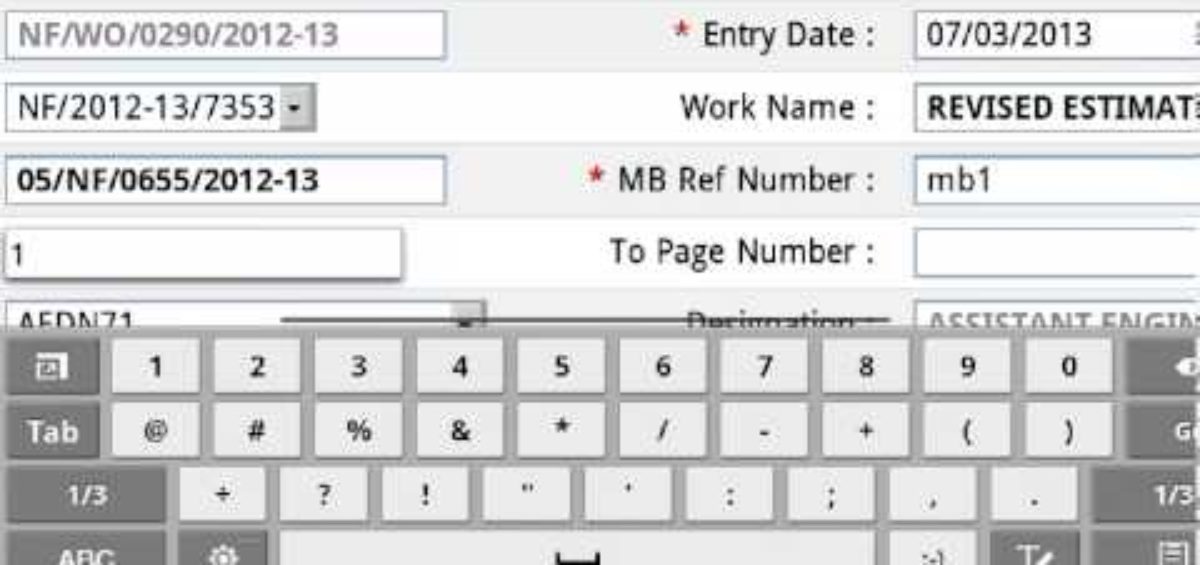 NF/WO/0290/2012-13 * Entry Date : 07/03/2013
NF/2012-13/7353 Work Name : REVISED ESTIMAT
05/NF/0655/2012-13 * MB Ref Number : mb1
1 To Page Number :
AEDN71 Designation : ASSISTANT ENGIN
1 2 3 4 5 6 7 8 9 0
Tab @ # % & * / - + ( )
1/3 ÷ ? ! " ' : ; , . 1/3
ABC :-)